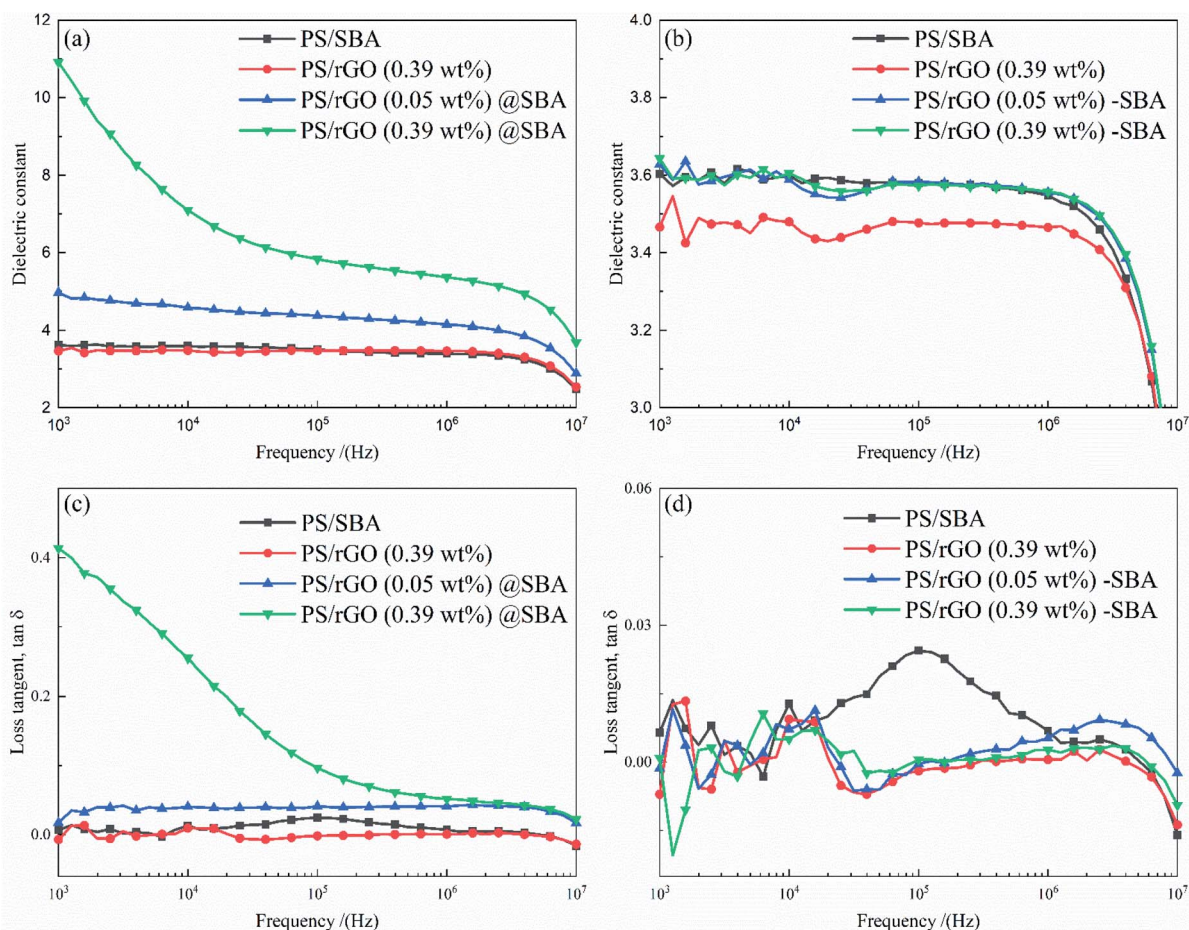 (a)
PS/SBA
PS/rGO (0.39 wt%)
PS/rGO (0.05 wt%) @SBA
PS/rGO (0.39 wt%) @SBA
12
10
8
6
4
2
Dielectric constant
10³
10⁴
10⁵
10⁶
10⁷
Frequency /(Hz)
(b)
PS/SBA
PS/rGO (0.39 wt%)
PS/rGO (0.05 wt%) -SBA
PS/rGO (0.39 wt%) -SBA
4.0
3.8
3.6
3.4
3.2
3.0
Dielectric constant
10³
10⁴
10⁵
10⁶
10⁷
Frequency /(Hz)
(c)
PS/SBA
PS/rGO (0.39 wt%)
PS/rGO (0.05 wt%) @SBA
PS/rGO (0.39 wt%) @SBA
0.4
0.2
0.0
Loss tangent, tan δ
10³
10⁴
10⁵
10⁶
10⁷
Frequency /(Hz)
(d)
PS/SBA
PS/rGO (0.39 wt%)
PS/rGO (0.05 wt%) -SBA
PS/rGO (0.39 wt%) -SBA
0.06
0.03
0.00
Loss tangent, tan δ
10³
10⁴
10⁵
10⁶
10⁷
Frequency /(Hz)